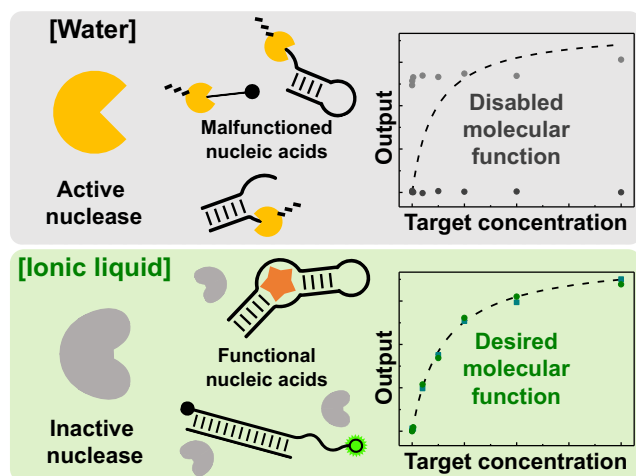 [Water]
Active
nuclease
Malfunctioned
nucleic acids
Output
Disabled
molecular
function
Target concentration
[Ionic liquid]
Inactive
nuclease
Functional
nucleic acids
Output
Desired
molecular
function
Target concentration